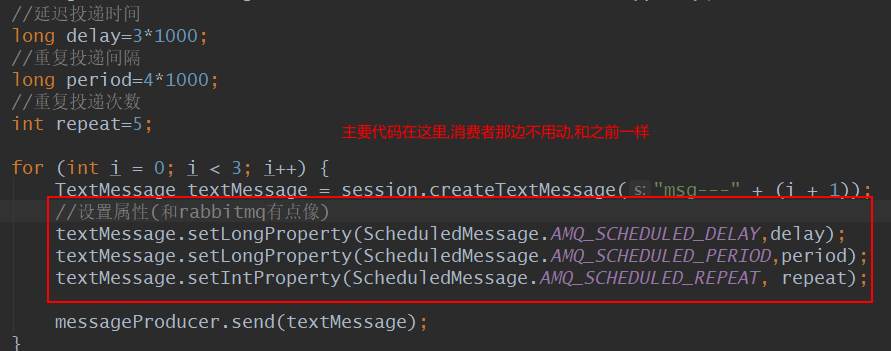 //延迟投递时间
long delay=3*1000;
//重复投递间隔
long period=4*1000;
//重复投递次数
int repeat=5;
主要代码在这里,消费者那边不用动,和之前一样
for (int i = 0; i < 3; i++) {
TextMessage textMessage = session.createTextMessage( s: "msg---" + (i + 1));
//设置属性(和rabbitmq有点像)
textMessage.setLongProperty(ScheduledMessage.AMQ_SCHEDULED_DELAY,delay);
textMessage.setLongProperty(ScheduledMessage.AMQ_SCHEDULED_PERIOD,period);
textMessage.setIntProperty(ScheduledMessage.AMQ_SCHEDULED_REPEAT, repeat);
messageProducer.send(textMessage);
}